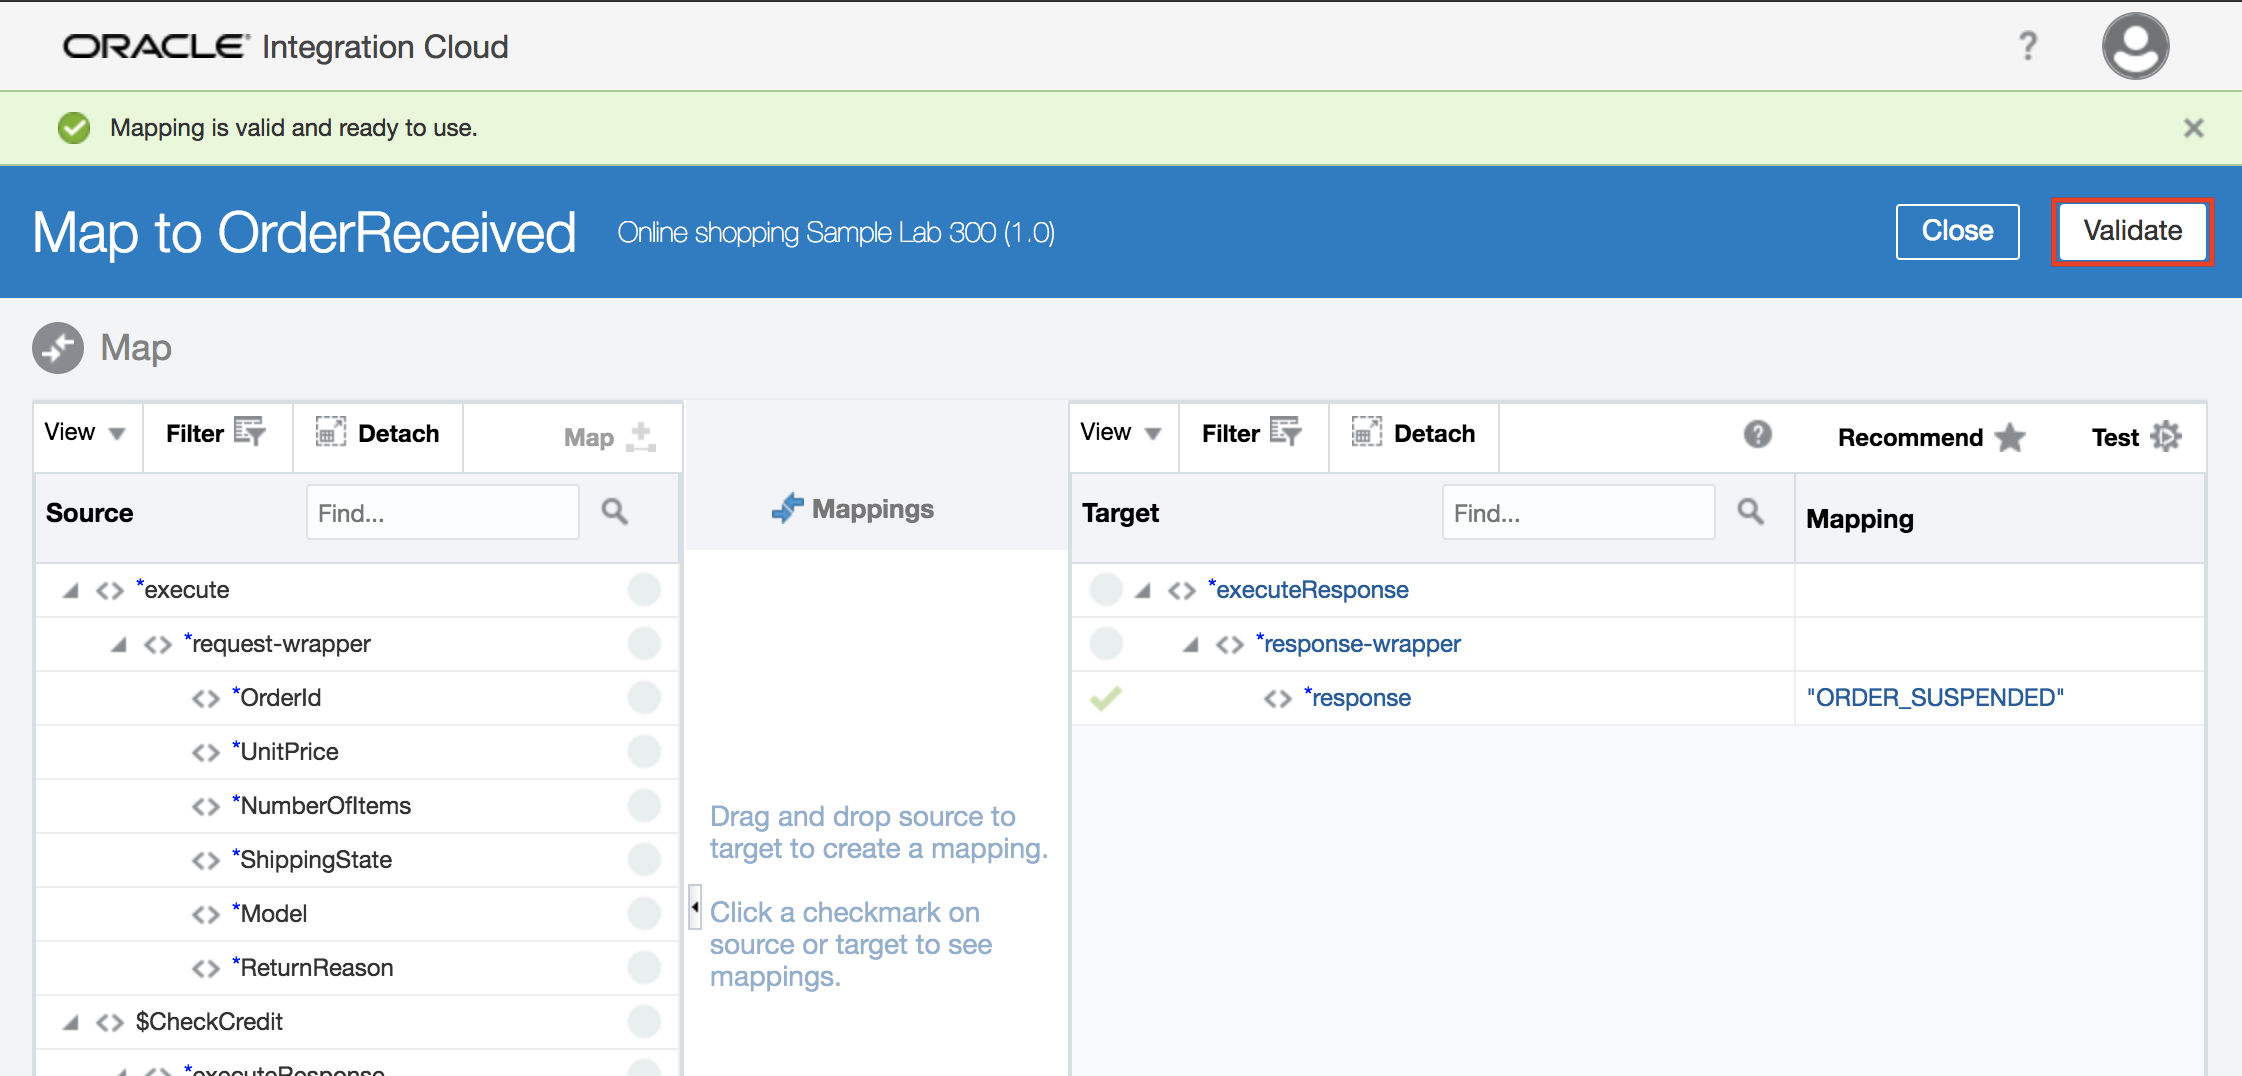 ORACLE® Integration Cloud ?
Mapping is valid and ready to use.
Map to OrderReceived Online shopping Sample Lab 300 (1.0) Close Validate
Map
View Filter Detach Map View Filter Detach ? Recommend Test
Source Find... Mappings Target Find... Mapping
*execute *executeResponse
*request-wrapper *response-wrapper
*OrderId *response "ORDER_SUSPENDED"
*UnitPrice
*NumberOfItems
*ShippingState
*Model
*ReturnReason
$CheckCredit
*executeResponse
Drag and drop source to
target to create a mapping.
Click a checkmark on
source or target to see
mappings.